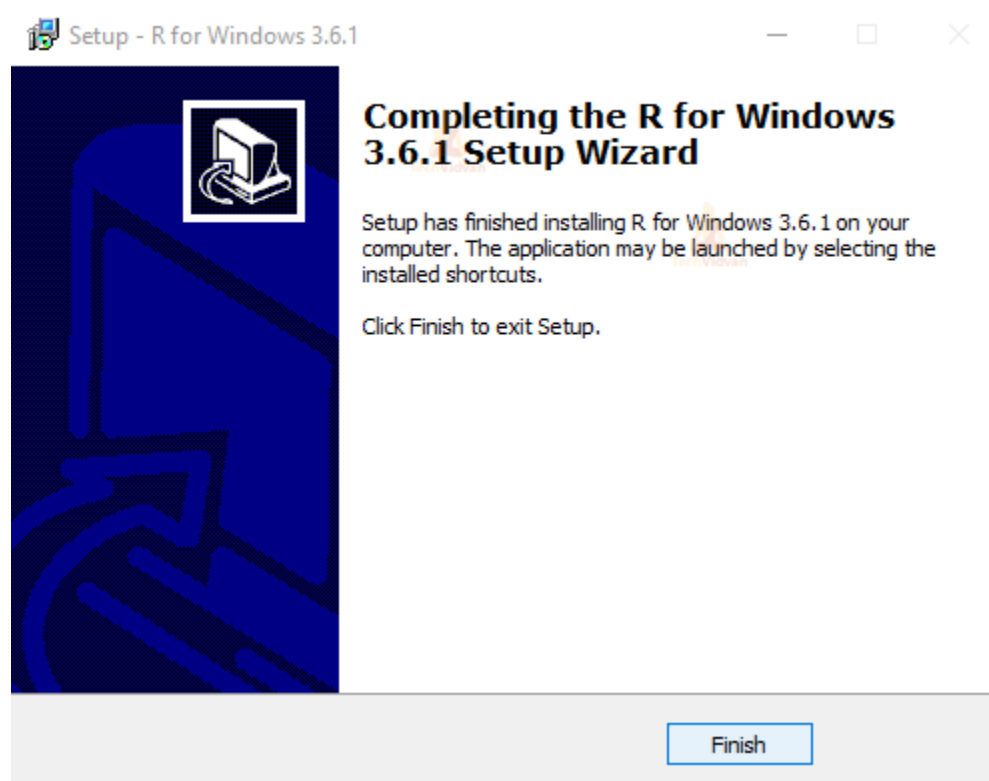 Setup - R for Windows 3.6.1
Completing the R for Windows
3.6.1 Setup Wizard
Setup has finished installing R for Windows 3.6.1 on your
computer. The application may be launched by selecting the
installed shortcuts.
Click Finish to exit Setup.
Finish